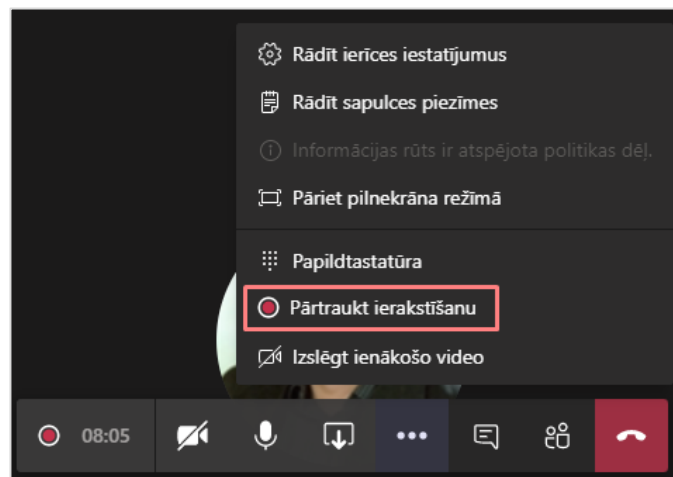 Rādīt ierīces iestatījumus
Rādīt sapulces piezīmes
Informācijas rūts ir atspējota politikas dēļ.
Pāriet pilnekrāna režīmā
Papildtastatūra
Pārtraukt ierakstīšanu
Izslēgt ienākošo video
08:05